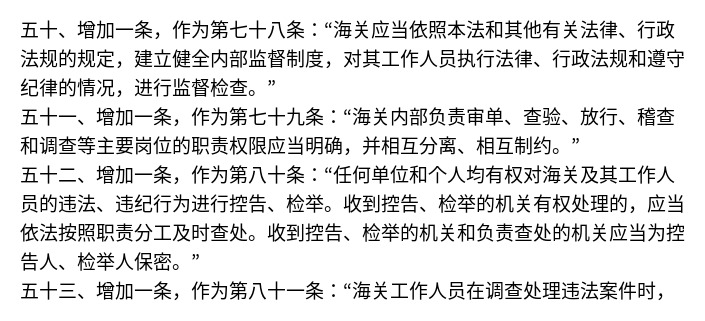 五十、增加一条，作为第七十八条：“海关应当依照本法和其他有关法律、行政
法规的规定，建立健全内部监督制度，对其工作人员执行法律、行政法规和遵守
纪律的情况，进行监督检查。”
五十一、增加一条，作为第七十九条：“海关内部负责审单、查验、放行、稽查
和调查等主要岗位的职责权限应当明确，并相互分离、相互制约。”
五十二、增加一条，作为第八十条：“任何单位和个人均有权对海关及其工作人
员的违法、违纪行为进行控告、检举。收到控告、检举的机关有权处理的，应当
依法按照职责分工及时查处。收到控告、检举的机关和负责查处的机关应当为控
告人、检举人保密。”
五十三、增加一条，作为第八十一条：“海关工作人员在调查处理违法案件时，